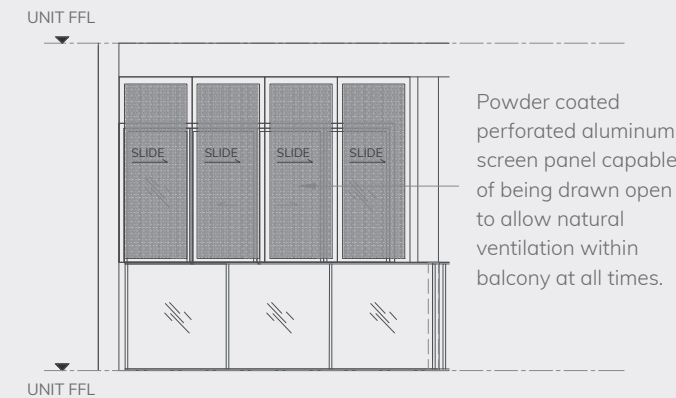 UNIT FFL
SLIDE SLIDE SLIDE SLIDE
Powder coated
perforated aluminum
screen panel capable
of being drawn open
to allow natural
ventilation within
balcony at all times.
UNIT FFL